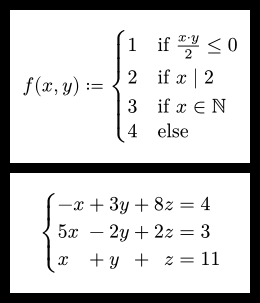 f(x, y) := { 1 if x·y/2 ≤ 0
2 if x | 2
3 if x ∈ ℕ
4 else
−x + 3y + 8z = 4
5x − 2y + 2z = 3
x + y + z = 11